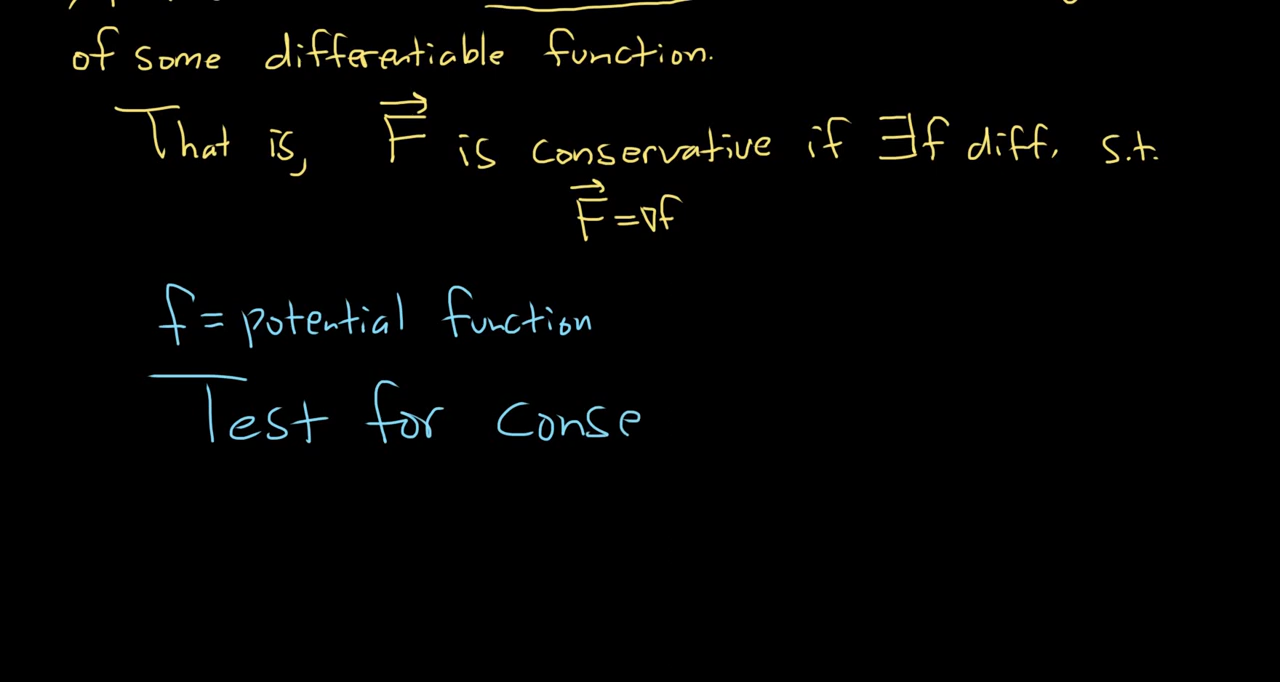 of some differentiable function.
That is, F⃗ is conservative if ∃f diff. s.t.
F⃗ = ∇f
f = potential function
Test for conse